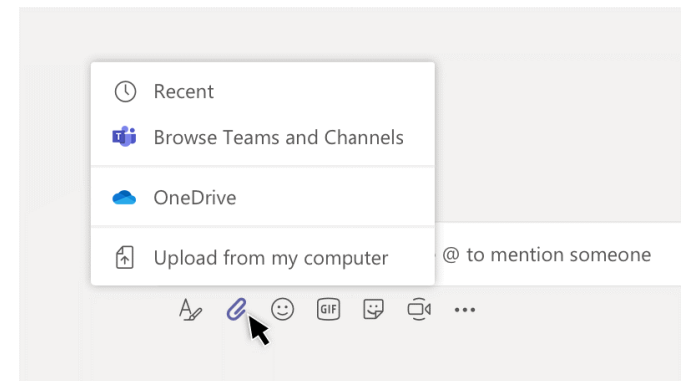 Recent
Browse Teams and Channels
OneDrive
Upload from my computer
@ to mention someone
GIF